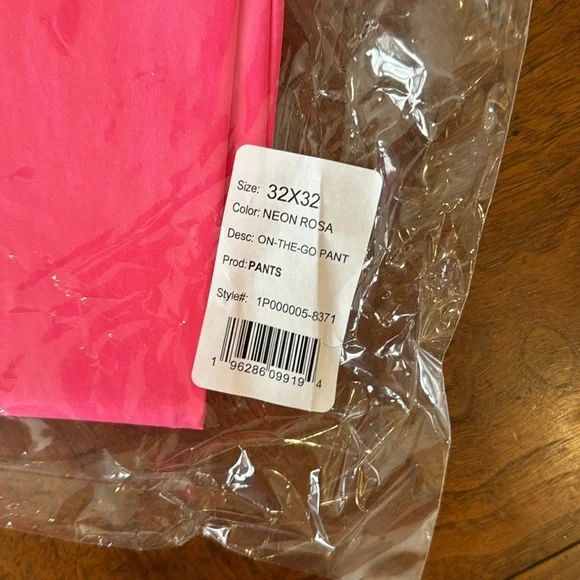 Size: 32X32
Color: NEON ROSA
Desc: ON-THE-GO PANT
Prod: PANTS
Style#: 1P000005-8371
1 96286 09919 4